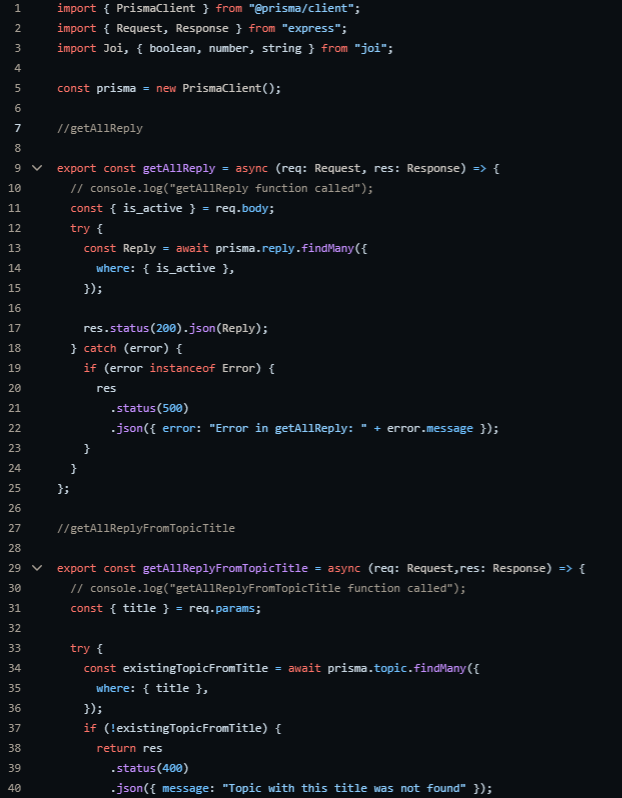 1 import { PrismaClient } from "@prisma/client";
2 import { Request, Response } from "express";
3 import Joi, { boolean, number, string } from "joi";
4
5 const prisma = new PrismaClient();
6
7 //getAllReply
8
9 export const getAllReply = async (req: Request, res: Response) => {
10 // console.log("getAllReply function called");
11 const { is_active } = req.body;
12 try {
13 const Reply = await prisma.reply.findMany({
14 where: { is_active },
15 });
16
17 res.status(200).json(Reply);
18 } catch (error) {
19 if (error instanceof Error) {
20 res
21 .status(500)
22 .json({ error: "Error in getAllReply: " + error.message });
23 }
24 }
25 };
26
27 //getAllReplyFromTopicTitle
28
29 export const getAllReplyFromTopicTitle = async (req: Request,res: Response) => {
30 // console.log("getAllReplyFromTopicTitle function called");
31 const { title } = req.params;
32
33 try {
34 const existingTopicFromTitle = await prisma.topic.findMany({
35 where: { title },
36 });
37 if (!existingTopicFromTitle) {
38 return res
39 .status(400)
40 .json({ message: "Topic with this title was not found" });